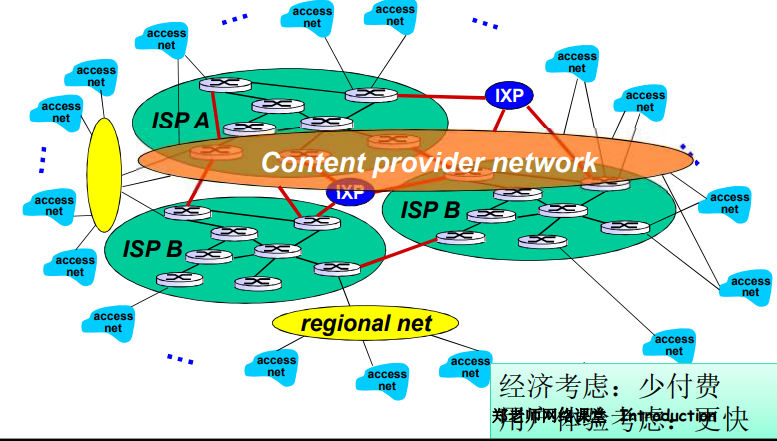 access
net
access
net
access
net
access
net
access
net
access
net
access
net
IXP
ISP A
Content provider network
IXP
ISP B
ISP B
access
net
access
net
access
net
access
net
access
net
regional net
access
net
access
net
access
net
access
net
经济考虑：少付费
用户体验考虑：更快
郑老师网络课堂 Introduction